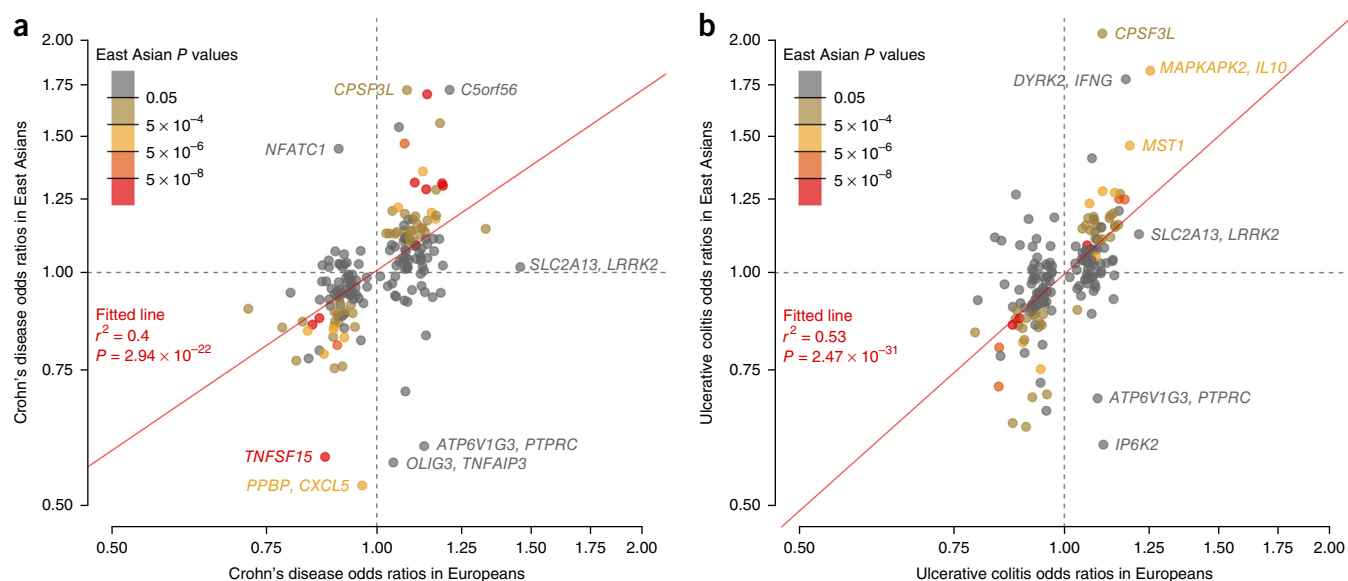 a
East Asian P values
0.05
5 × 10⁻⁴
5 × 10⁻⁶
5 × 10⁻⁸
CPSF3L
C5orf56
NFATC1
SLC2A13, LRRK2
Fitted line
r² = 0.4
P = 2.94 × 10⁻²²
ATP6V1G3, PTPRC
TNFSF15
OLIG3, TNFAIP3
PPBP, CXCL5
Crohn's disease odds ratios in East Asians
2.00
1.75
1.50
1.25
1.00
0.75
0.50
0.50
0.75
1.00
1.25
1.50
1.75
2.00
Crohn's disease odds ratios in Europeans
b
East Asian P values
0.05
5 × 10⁻⁴
5 × 10⁻⁶
5 × 10⁻⁸
CPSF3L
MAPKAPK2, IL10
DYRK2, IFNG
MST1
SLC2A13, LRRK2
Fitted line
r² = 0.53
P = 2.47 × 10⁻³¹
ATP6V1G3, PTPRC
IP6K2
Ulcerative colitis odds ratios in East Asians
2.00
1.75
1.50
1.25
1.00
0.75
0.50
0.50
0.75
1.00
1.25
1.50
1.75
2.00
Ulcerative colitis odds ratios in Europeans